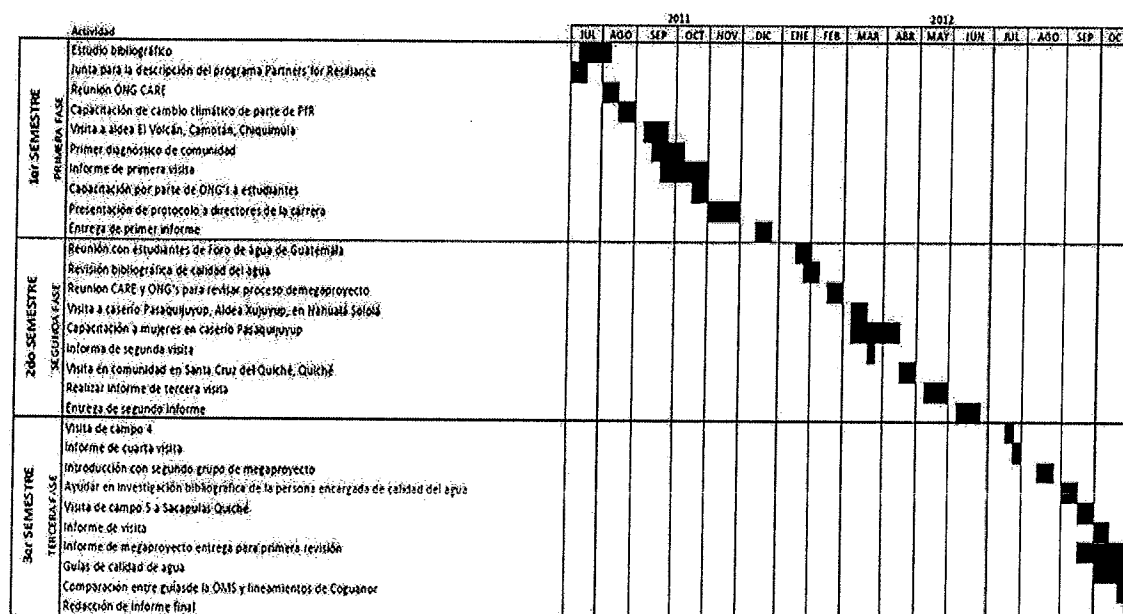 2011 2012
Actividad JUL AGO SEP OCT NOV DIC ENE FEB MAR ABR MAY JUN JUL AGO SEP OC
1er SEMESTRE
PRIMERA FASE
Estudio bibliográfico
Junta para la descripción del programa Partners for Resiliance
Reunión ONG CARE
Capacitación de cambio climático de parte de PfR
Visita a aldea El Volcán, Camotán, Chiquimula
Primer diagnóstico de comunidad
Informe de primera visita
Capacitación por parte de ONG's a estudiantes
Presentación de protocolo a directores de la carrera
Entrega de primer informe
2do SEMESTRE
SEGUNDA FASE
Reunión con estudiantes de Foro de agua de Guatemala
Revisión bibliográfica de calidad del agua
Reunion CARE y ONG's para revisar proceso demegaproyecto
Visita a caserío Pasaquijuyup, Aldea Xujuyup, en Nahualá Sololá
Capacitación a mujeres en caserío Pasaquijuyup
Informa de segunda visita
Visita en comunidad en Santa Cruz del Quiché, Quiché
Realizar informe de tercera visita
Entrega de segundo informe
3er SEMESTRE
TERCERA FASE
Visita de campo 4
Informe de cuarta visita
Introducción con segundo grupo de megaproyecto
Ayudar en investigación bibliográfica de la persona encargada de calidad del agua
Visita de campo 5 a Sacapulas Quiché
Informe de visita
Informe de megaproyecto entrega para primera revisión
Guías de calidad de agua
Comparación entre guíasde la OMS y lineamientos de Coguanor
Redacción de informe final